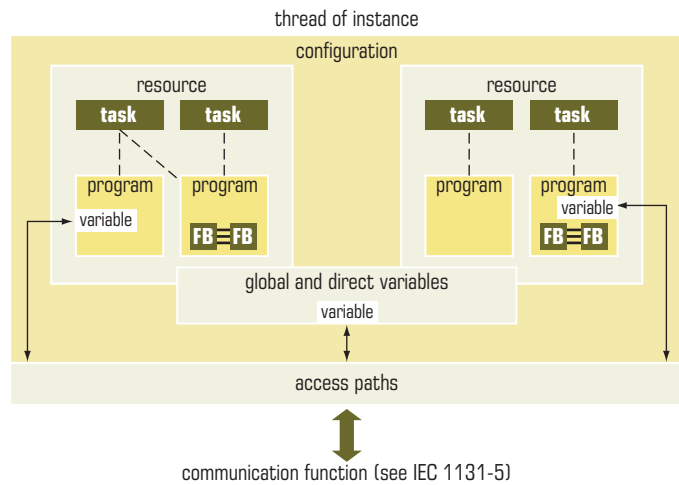 thread of instance
configuration
resource
resource
task
task
task
task
program
program
program
program
variable
variable
FB FB
FB FB
global and direct variables
variable
access paths
communication function (see IEC 1131-5)